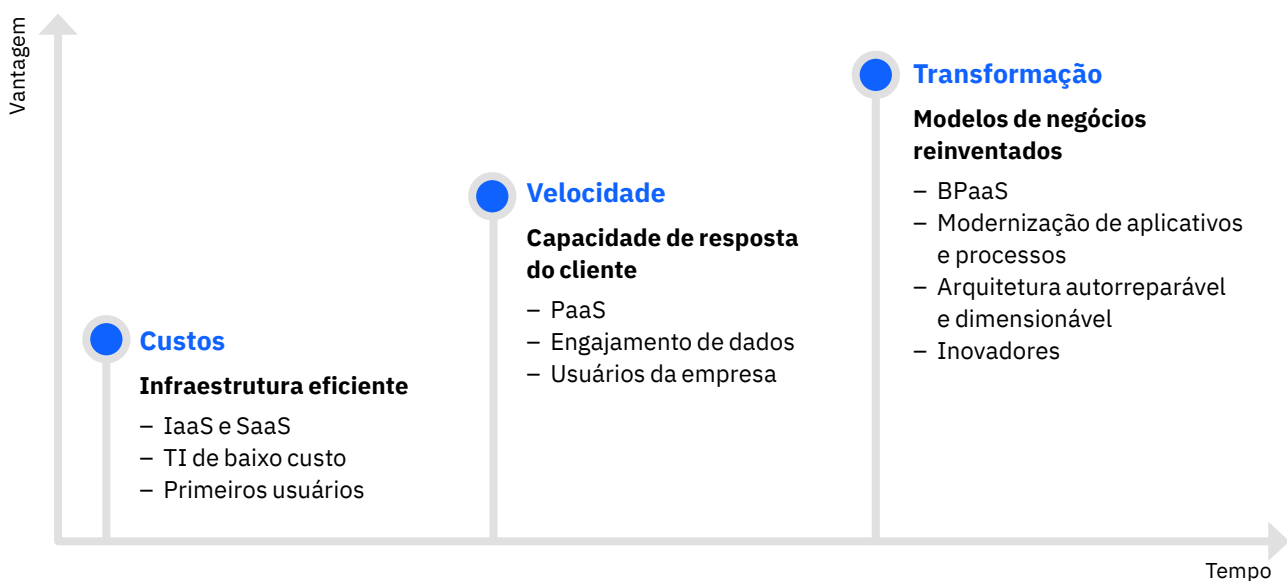 Vantagem
Transformação
Modelos de negócios
reinventados
– BPaaS
– Modernização de aplicativos
e processos
– Arquitetura autorreparável
e dimensionável
– Inovadores
Velocidade
Capacidade de resposta
do cliente
– PaaS
– Engajamento de dados
– Usuários da empresa
Custos
Infraestrutura eficiente
– IaaS e SaaS
– TI de baixo custo
– Primeiros usuários
Tempo